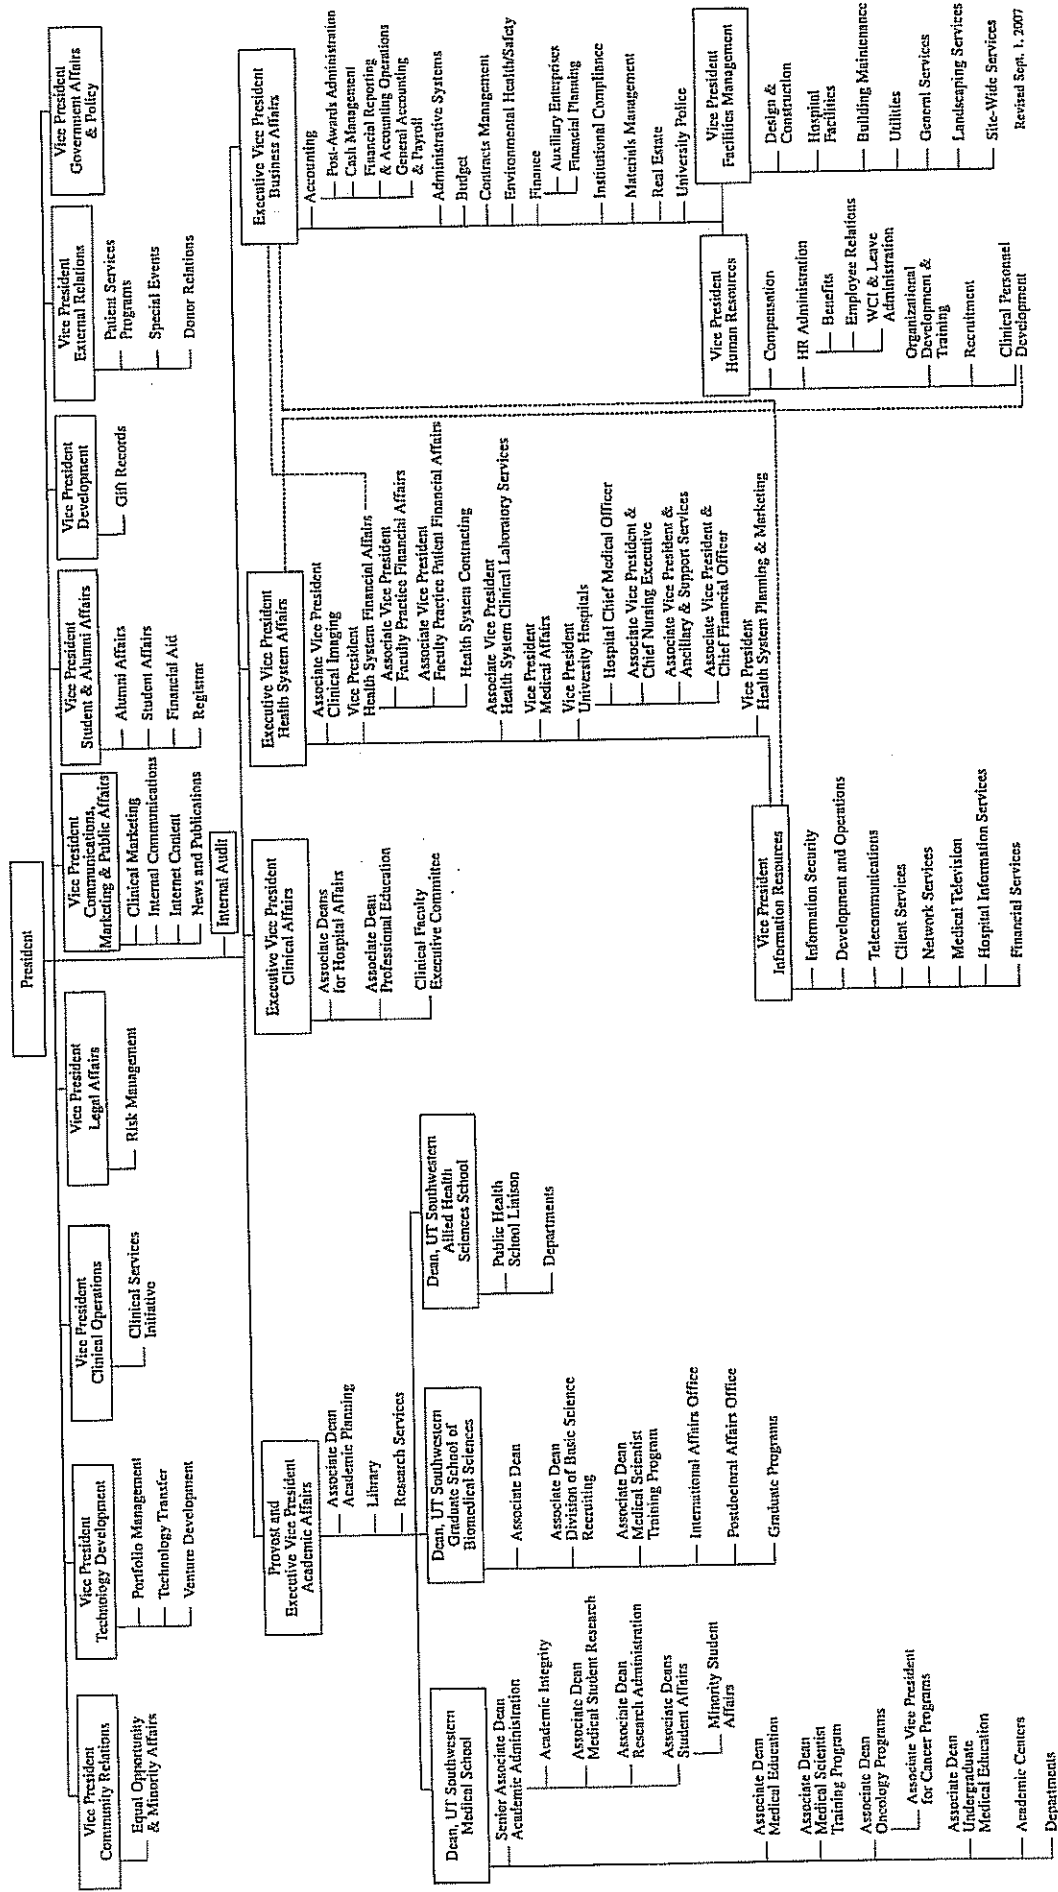 President
Vice President
Community Relations
Equal Opportunity
& Minority Affairs
Vice President
Technology Development
Portfolio Management
Technology Transfer
Venture Development
Vice President
Clinical Operations
Clinical Services
Initiative
Vice President
Legal Affairs
Risk Management
Vice President
Communications,
Marketing & Public Affairs
Clinical Marketing
Internal Communications
Internet Content
News and Publications
Vice President
Student & Alumni Affairs
Alumni Affairs
Student Affairs
Financial Aid
Registrar
Vice President
Development
Gift Records
Vice President
External Relations
Patient Services
Programs
Special Events
Donor Relations
Vice President
Government Affairs
& Policy
Internal Audit
Provost and
Executive Vice President
Academic Affairs
Associate Dean
Academic Planning
Library
Research Services
Dean, UT Southwestern
Medical School
Senior Associate Dean
Academic Administration
Academic Integrity
Associate Dean
Medical Student Research
Associate Dean
Research Administration
Associate Deans
Student Affairs
Minority Student
Affairs
Associate Dean
Medical Education
Associate Dean
Medical Scientist
Training Program
Associate Dean
Oncology Programs
Associate Vice President
for Cancer Programs
Associate Dean
Undergraduate
Medical Education
Academic Centers
Departments
Dean, UT Southwestern
Graduate School of
Biomedical Sciences
Associate Dean
Associate Dean
Division of Basic Science
Recruiting
Associate Dean
Medical Scientist
Training Program
International Affairs Office
Postdoctoral Affairs Office
Graduate Programs
Dean, UT Southwestern
Allied Health
Sciences School
Public Health
School Liaison
Departments
Executive Vice President
Clinical Affairs
Associate Deans
for Hospital Affairs
Associate Dean
Professional Education
Clinical Faculty
Executive Committee
Executive Vice President
Health System Affairs
Associate Vice President
Clinical Imaging
Vice President
Health System Financial Affairs
Associate Vice President
Faculty Practice Financial Affairs
Associate Vice President
Faculty Practice Patient Financial Affairs
Health System Contracting
Associate Vice President
Health System Clinical Laboratory Services
Vice President
Medical Affairs
Vice President
University Hospitals
Hospital Chief Medical Officer
Associate Vice President &
Chief Nursing Executive
Associate Vice President &
Ancillary & Support Services
Associate Vice President &
Chief Financial Officer
Vice President
Health System Planning & Marketing
Vice President
Information Resources
Information Security
Development and Operations
Telecommunications
Client Services
Network Services
Medical Television
Hospital Information Services
Financial Services
Executive Vice President
Business Affairs
Accounting
Post-Awards Administration
Cash Management
Financial Reporting
& Accounting Operations
General Accounting
& Payroll
Administrative Systems
Budget
Contracts Management
Environmental Health/Safety
Finance
Auxiliary Enterprises
Financial Planning
Institutional Compliance
Materials Management
Real Estate
University Police
Vice President
Human Resources
Compensation
HR Administration
Benefits
Employee Relations
WCI & Leave
Administration
Organizational
Development &
Training
Recruitment
Clinical Personnel
Development
Vice President
Facilities Management
Design &
Construction
Hospital
Facilities
Building Maintenance
Utilities
General Services
Landscaping Services
Site-Wide Services
Revised Sept. 1, 2007